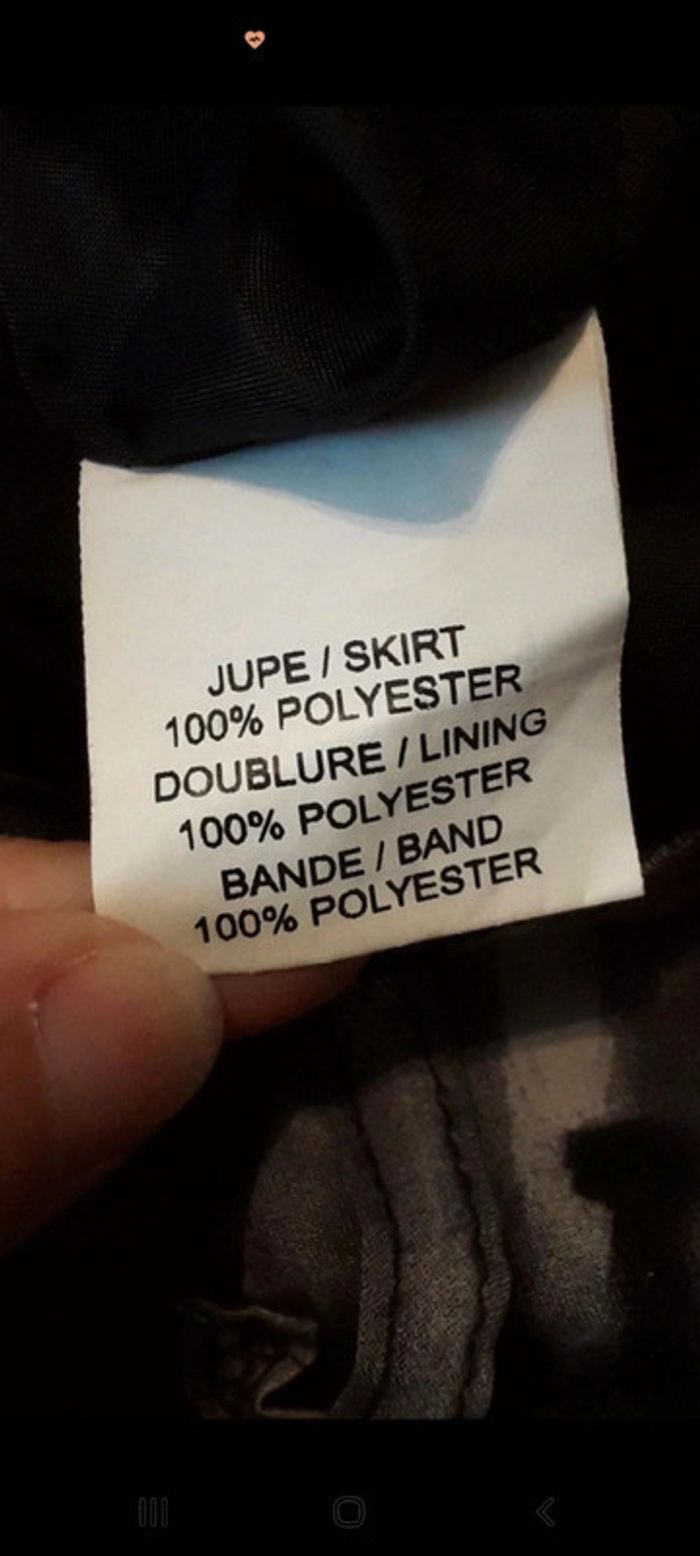 JUPE / SKIRT
100% POLYESTER
DOUBLURE / LINING
100% POLYESTER
BANDE / BAND
100% POLYESTER